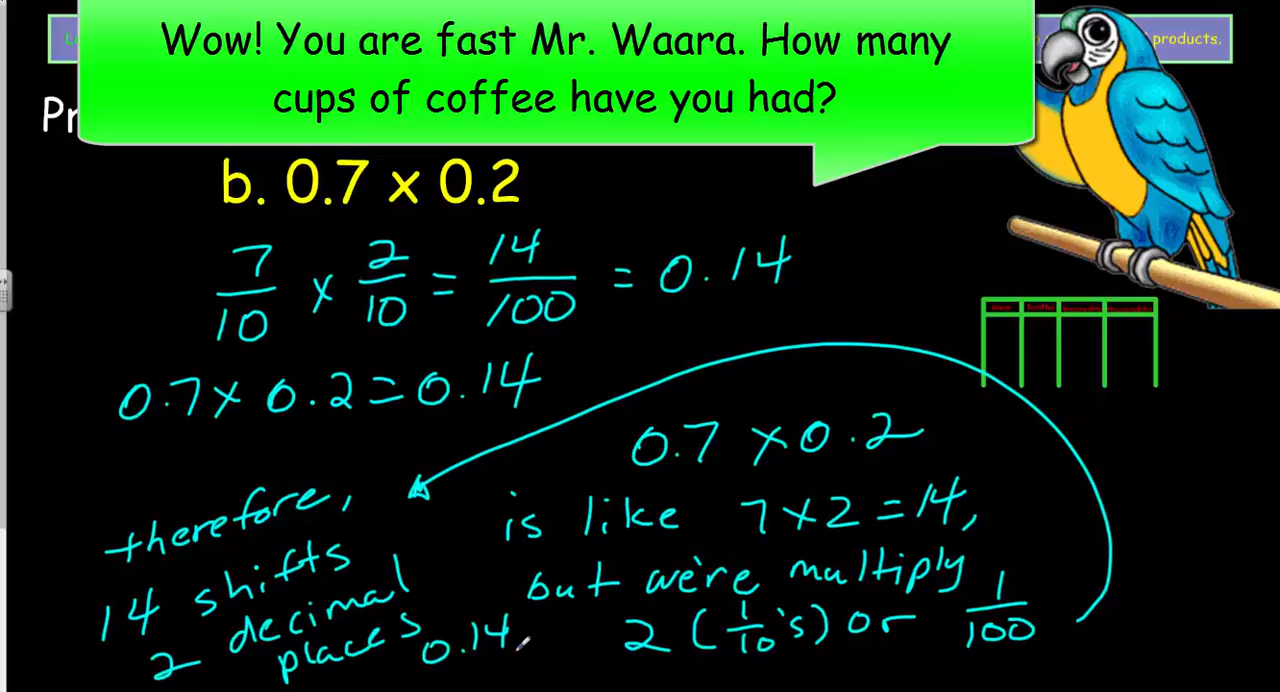 Wow! You are fast Mr. Waara. How many
cups of coffee have you had?
products.
Pr
b. 0.7 x 0.2
7/10 x 2/10 = 14/100 = 0.14
0.7 x 0.2 = 0.14
0.7 x 0.2
is like 7 x 2 = 14,
but we're multiply
2 (1/10's) or 1/100
therefore,
14 shifts
2 decimal
places 0.14